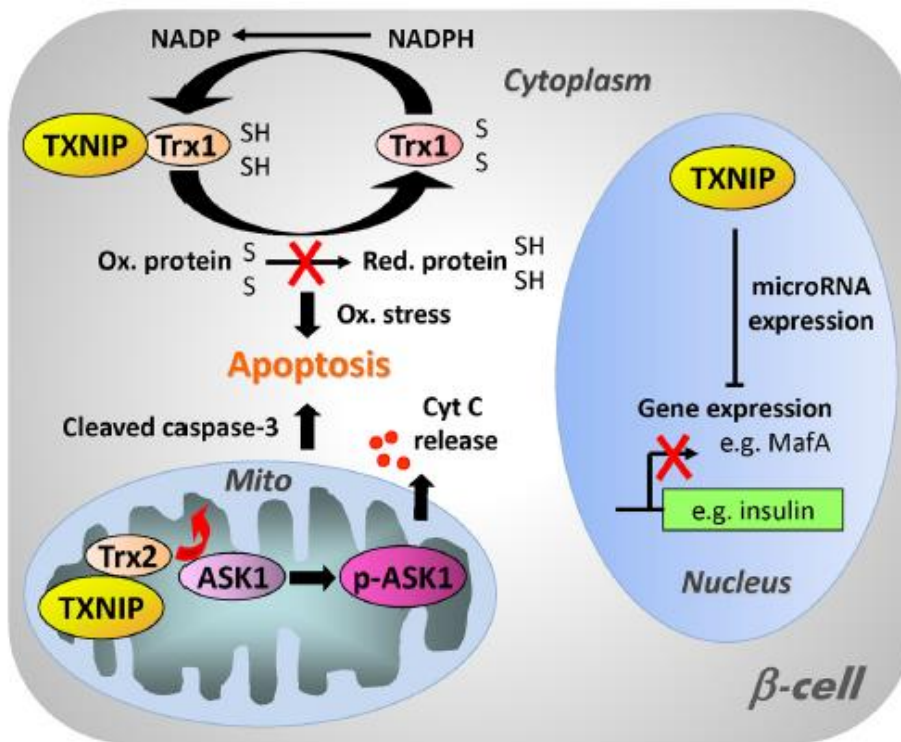 NADP NADPH
Cytoplasm
TXNIP Trx1 SH
SH
Trx1 S
S
Ox. protein S
S
Red. protein SH
SH
Ox. stress
Apoptosis
Cleaved caspase-3
Cyt C
release
Mito
Trx2
TXNIP
ASK1
p-ASK1
TXNIP
microRNA
expression
Gene expression
e.g. MafA
e.g. insulin
Nucleus
β-cell